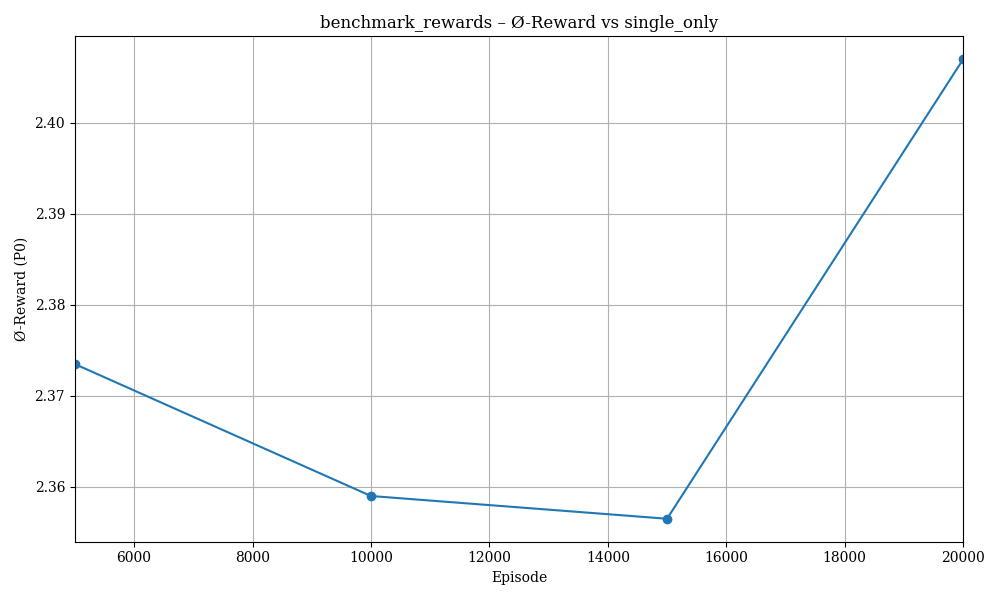 benchmark_rewards – Ø-Reward vs single_only
Ø-Reward (P0)
2.40
2.39
2.38
2.37
2.36
6000 8000 10000 12000 14000 16000 18000 20000
Episode